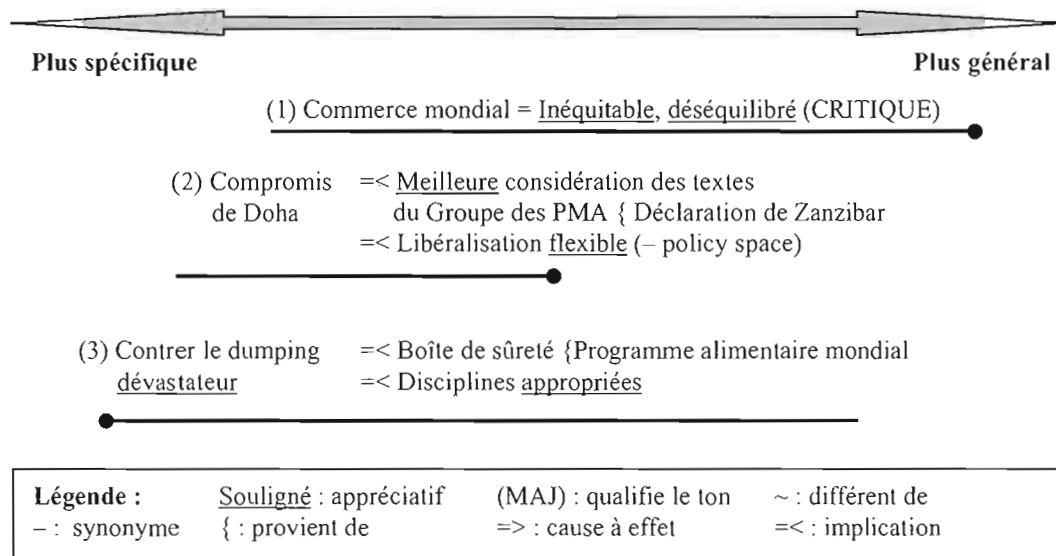 Plus spécifique Plus général
(1) Commerce mondial = Inéquitable, déséquilibré (CRITIQUE)
(2) Compromis =< Meilleure considération des textes
de Doha du Groupe des PMA { Déclaration de Zanzibar
=< Libéralisation flexible (– policy space)
(3) Contrer le dumping =< Boîte de sûreté {Programme alimentaire mondial
dévastateur =< Disciplines appropriées
Légende : Souligné : appréciatif (MAJ) : qualifie le ton ~ : différent de
– : synonyme { : provient de => : cause à effet =< : implication